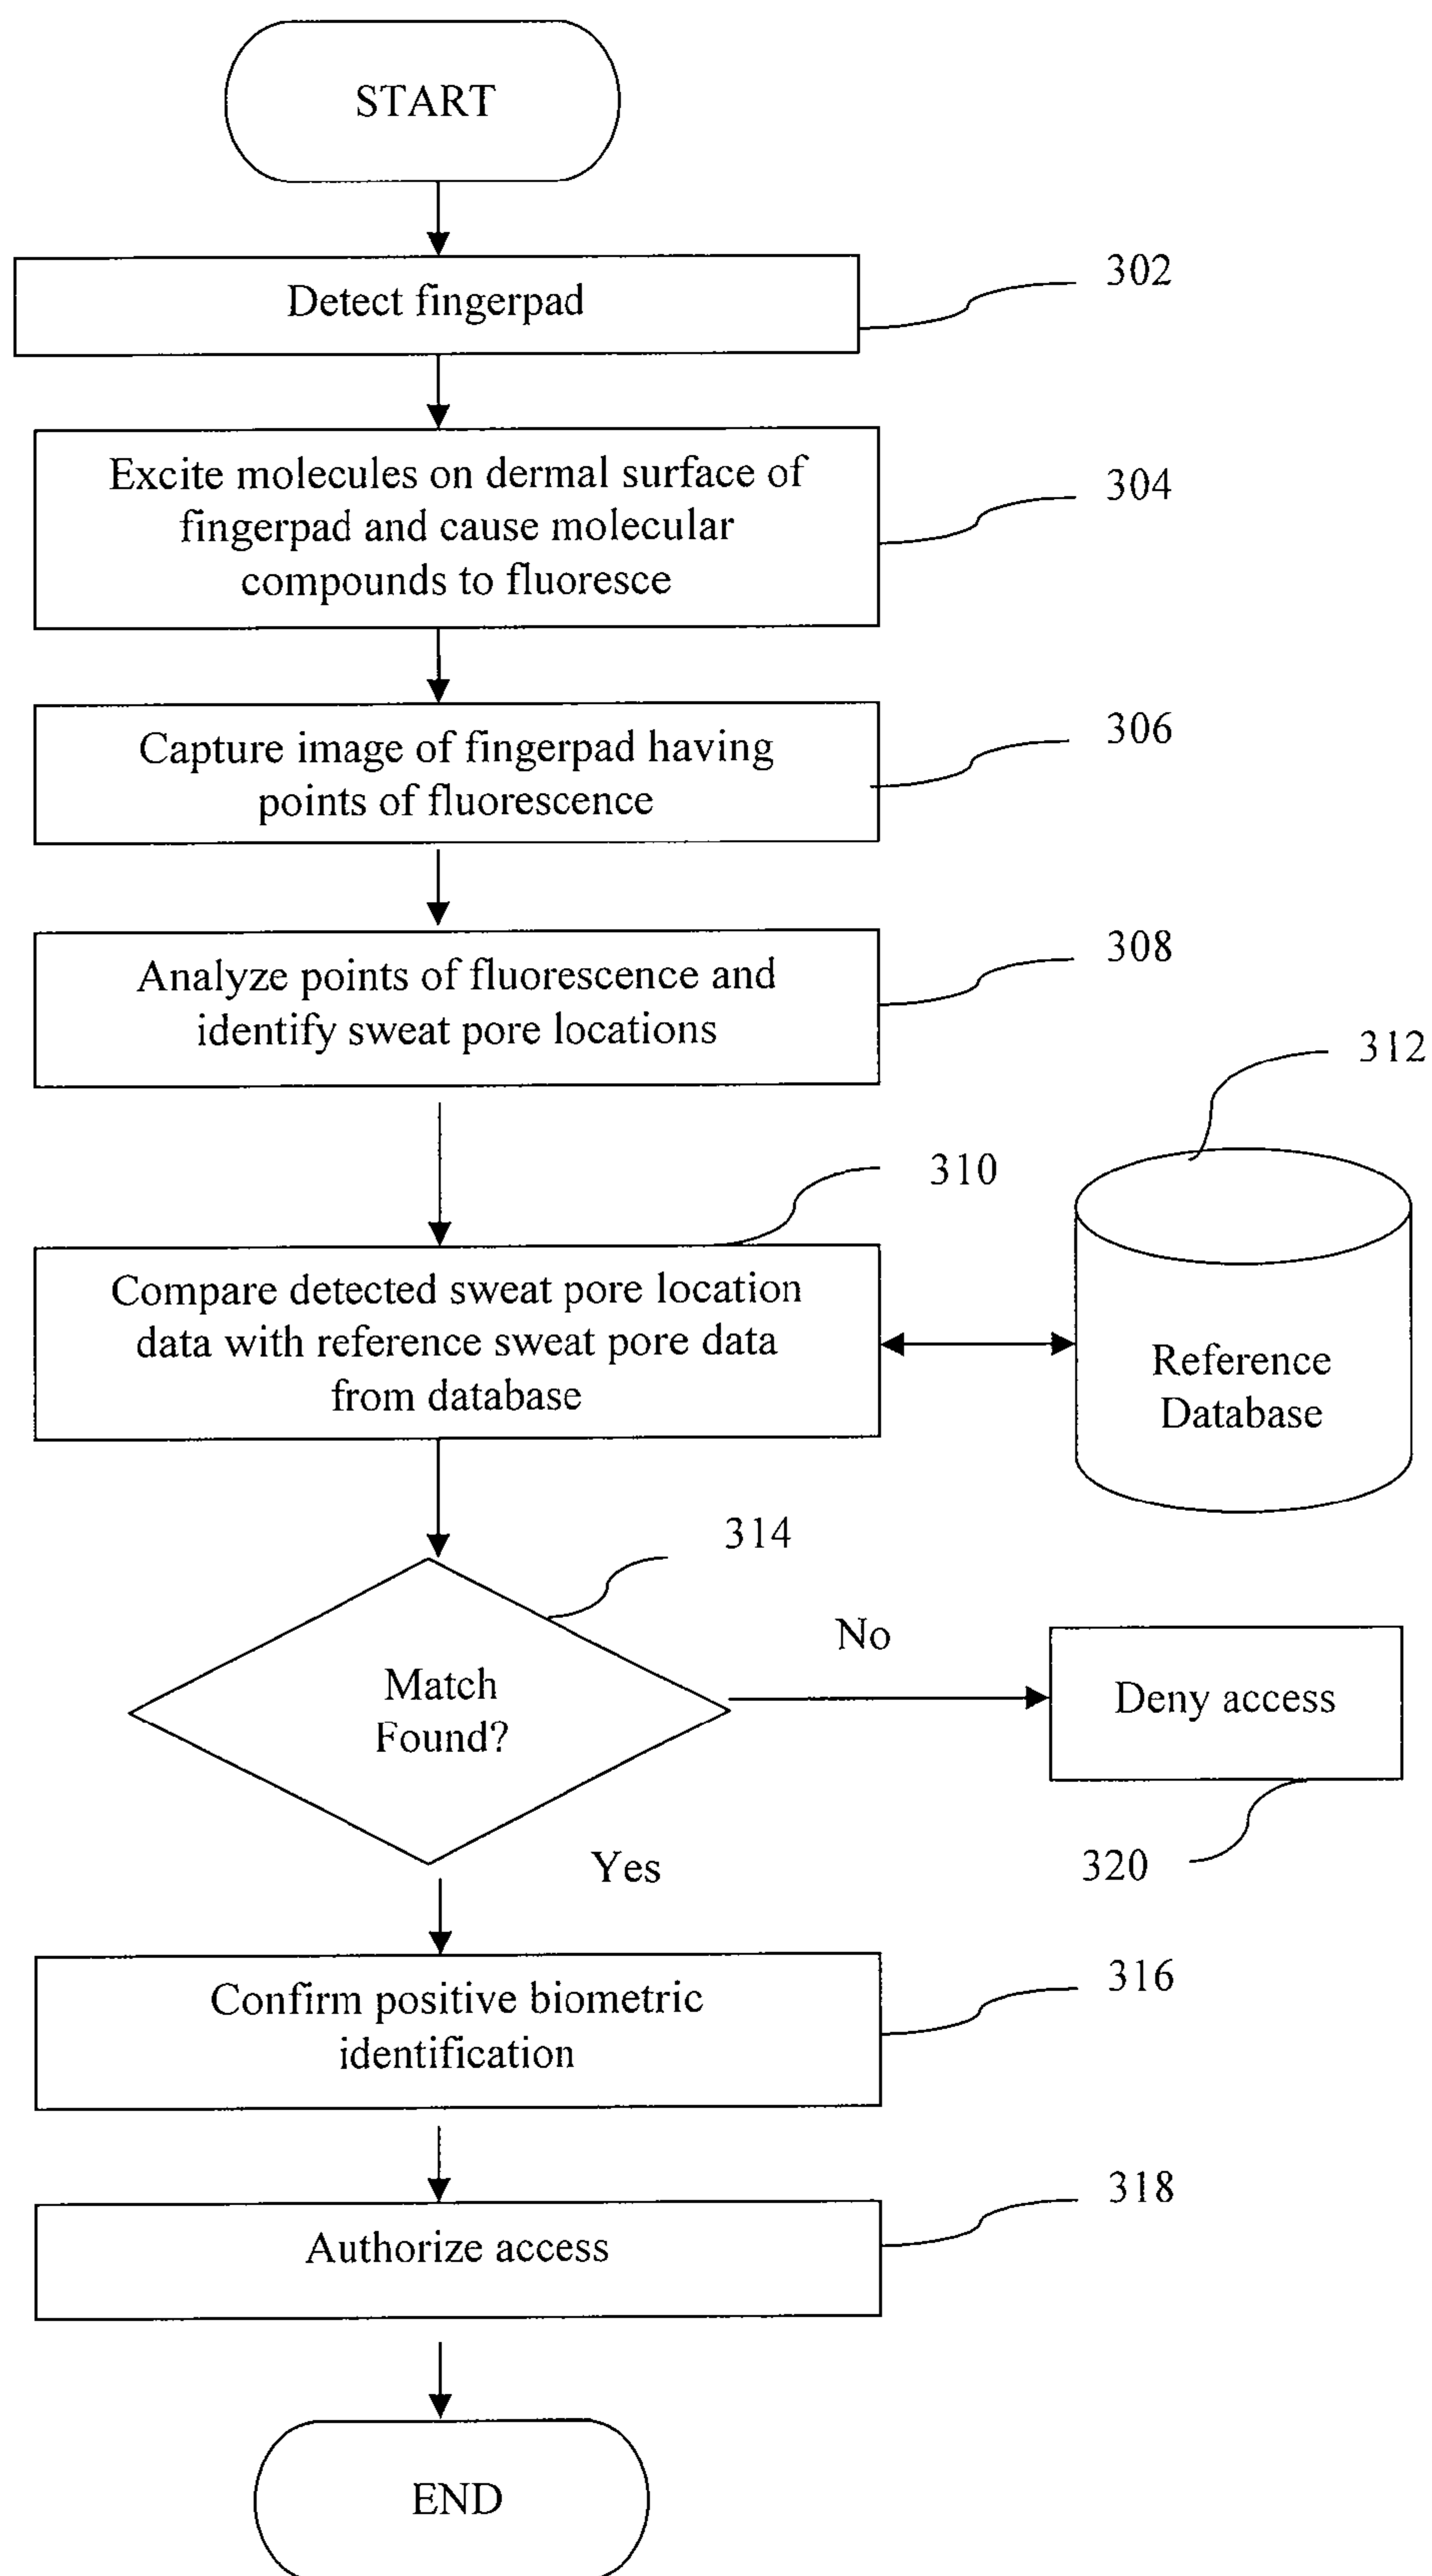 START
302
Detect fingerpad
304
Excite molecules on dermal surface of
fingerpad and cause molecular
compounds to fluoresce
306
Capture image of fingerpad having
points of fluorescence
308
Analyze points of fluorescence and
identify sweat pore locations
312
310
Compare detected sweat pore location
data with reference sweat pore data
from database
Reference
Database
314
No
Match
Found?
Deny access
Yes
320
316
Confirm positive biometric
identification
318
Authorize access
END